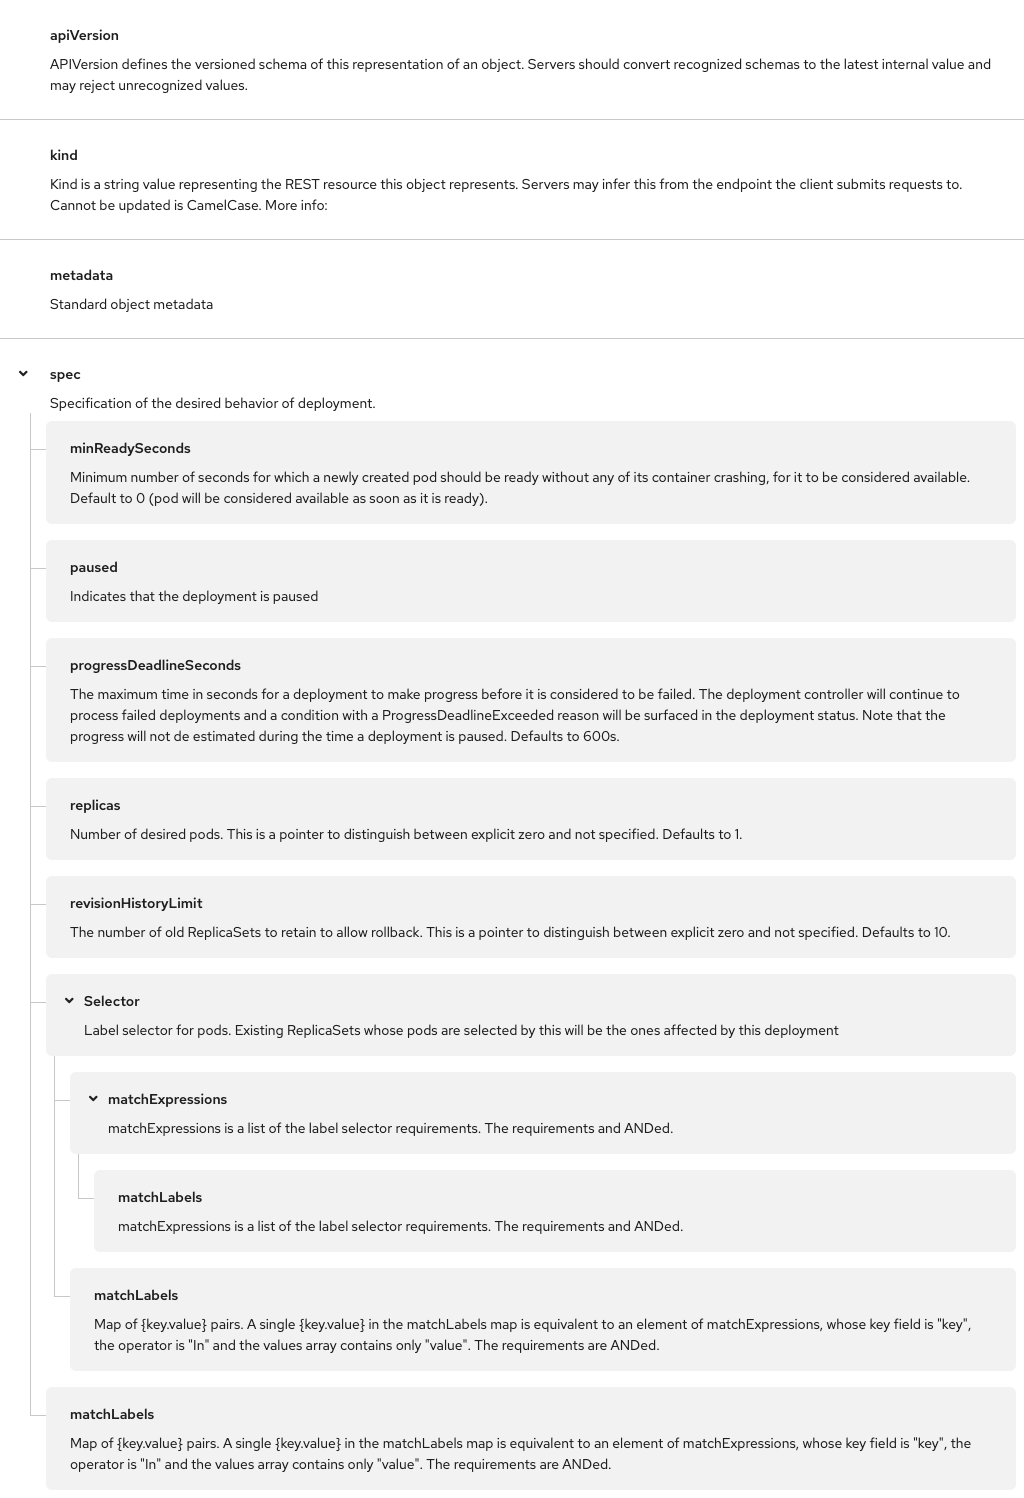 apiVersion
APIVersion defines the versioned schema of this representation of an object. Servers should convert recognized schemas to the latest internal value and
may reject unrecognized values.
kind
Kind is a string value representing the REST resource this object represents. Servers may infer this from the endpoint the client submits requests to.
Cannot be updated is CamelCase. More info:
metadata
Standard object metadata
spec
Specification of the desired behavior of deployment.
minReadySeconds
Minimum number of seconds for which a newly created pod should be ready without any of its container crashing, for it to be considered available.
Default to 0 (pod will be considered available as soon as it is ready).
paused
Indicates that the deployment is paused
progressDeadlineSeconds
The maximum time in seconds for a deployment to make progress before it is considered to be failed. The deployment controller will continue to
process failed deployments and a condition with a ProgressDeadlineExceeded reason will be surfaced in the deployment status. Note that the
progress will not de estimated during the time a deployment is paused. Defaults to 600s.
replicas
Number of desired pods. This is a pointer to distinguish between explicit zero and not specified. Defaults to 1.
revisionHistoryLimit
The number of old ReplicaSets to retain to allow rollback. This is a pointer to distinguish between explicit zero and not specified. Defaults to 10.
Selector
Label selector for pods. Existing ReplicaSets whose pods are selected by this will be the ones affected by this deployment
matchExpressions
matchExpressions is a list of the label selector requirements. The requirements and ANDed.
matchLabels
matchExpressions is a list of the label selector requirements. The requirements and ANDed.
matchLabels
Map of {key.value} pairs. A single {key.value} in the matchLabels map is equivalent to an element of matchExpressions, whose key field is "key",
the operator is "In" and the values array contains only "value". The requirements are ANDed.
matchLabels
Map of {key.value} pairs. A single {key.value} in the matchLabels map is equivalent to an element of matchExpressions, whose key field is "key", the
operator is "In" and the values array contains only "value". The requirements are ANDed.